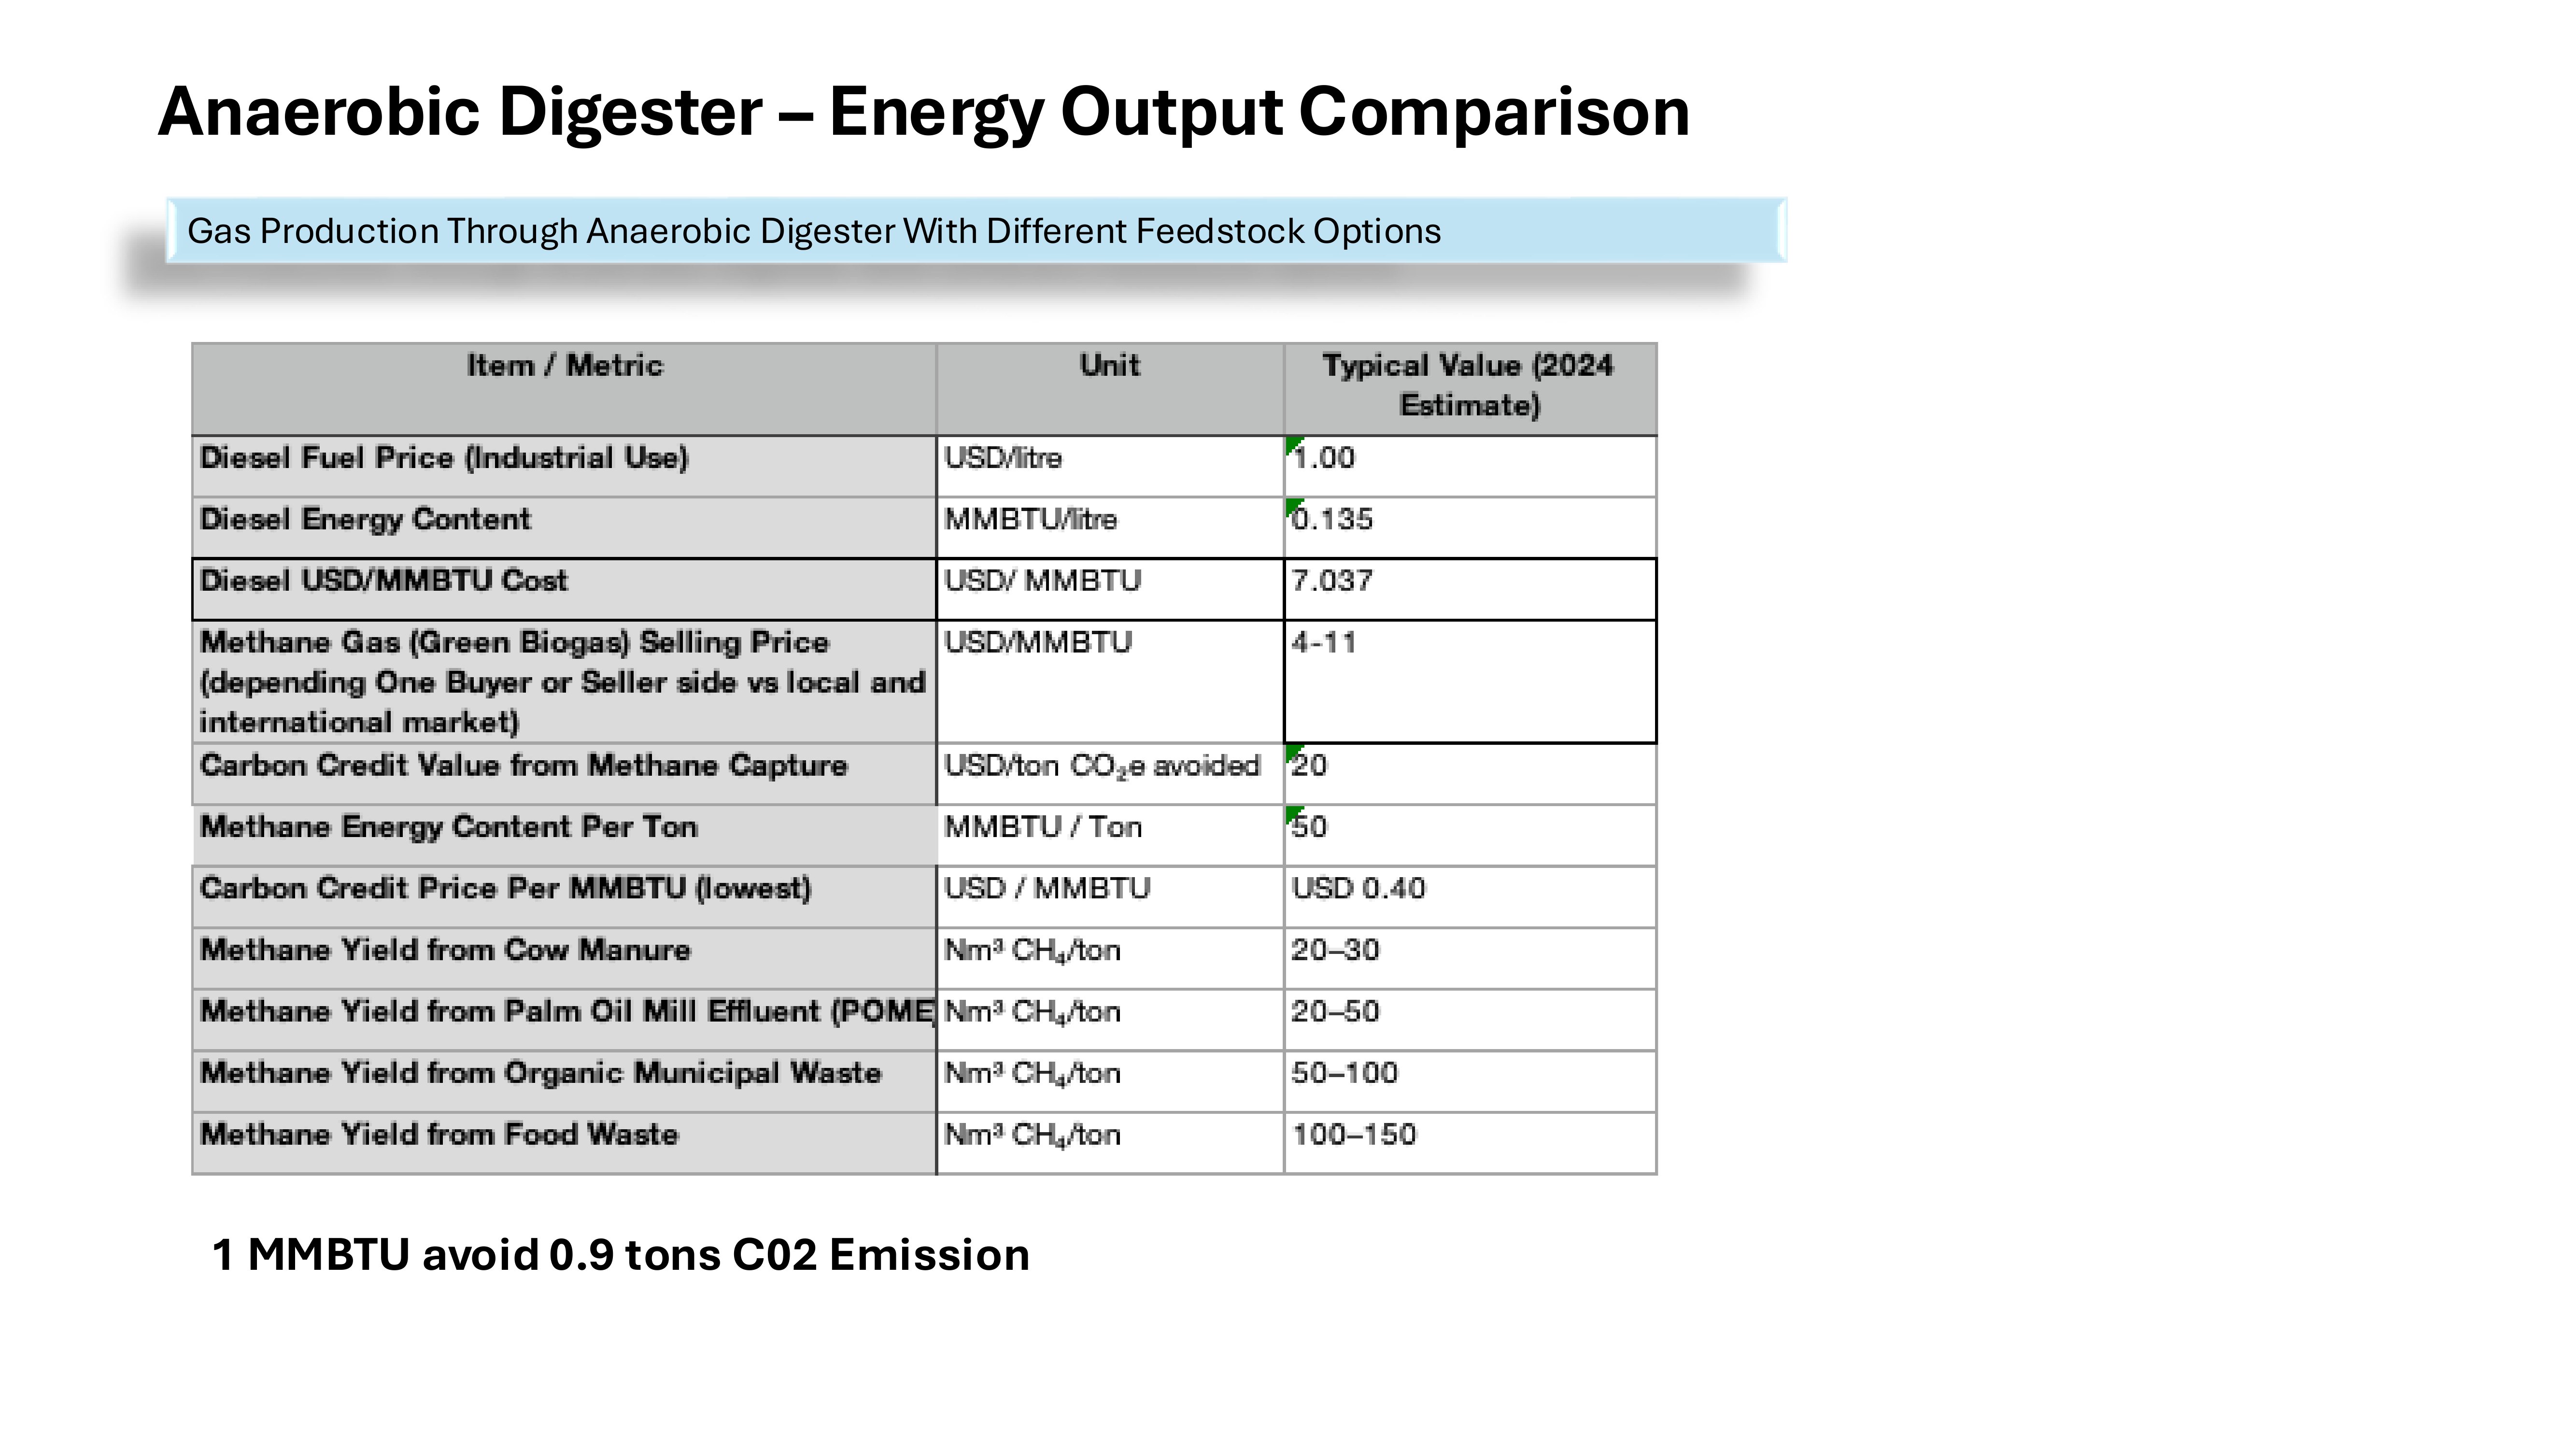 Anaerobic Digester – Energy Output Comparison
Gas Production Through Anaerobic Digester With Different Feedstock Options
Item / Metric Unit Typical Value (2024
Estimate)
Diesel Fuel Price (Industrial Use) USD/litre 1.00
Diesel Energy Content MMBTU/litre 0.135
Diesel USD/MMBTU Cost USD/ MMBTU 7.037
Methane Gas (Green Biogas) Selling Price USD/MMBTU 4-11
(depending One Buyer or Seller side vs local and
international market)
Carbon Credit Value from Methane Capture USD/ton CO₂e avoided 20
Methane Energy Content Per Ton MMBTU / Ton 50
Carbon Credit Price Per MMBTU (lowest) USD / MMBTU USD 0.40
Methane Yield from Cow Manure Nm³ CH₄/ton 20–30
Methane Yield from Palm Oil Mill Effluent (POME) Nm³ CH₄/ton 20–50
Methane Yield from Organic Municipal Waste Nm³ CH₄/ton 50–100
Methane Yield from Food Waste Nm³ CH₄/ton 100–150
1 MMBTU avoid 0.9 tons C02 Emission